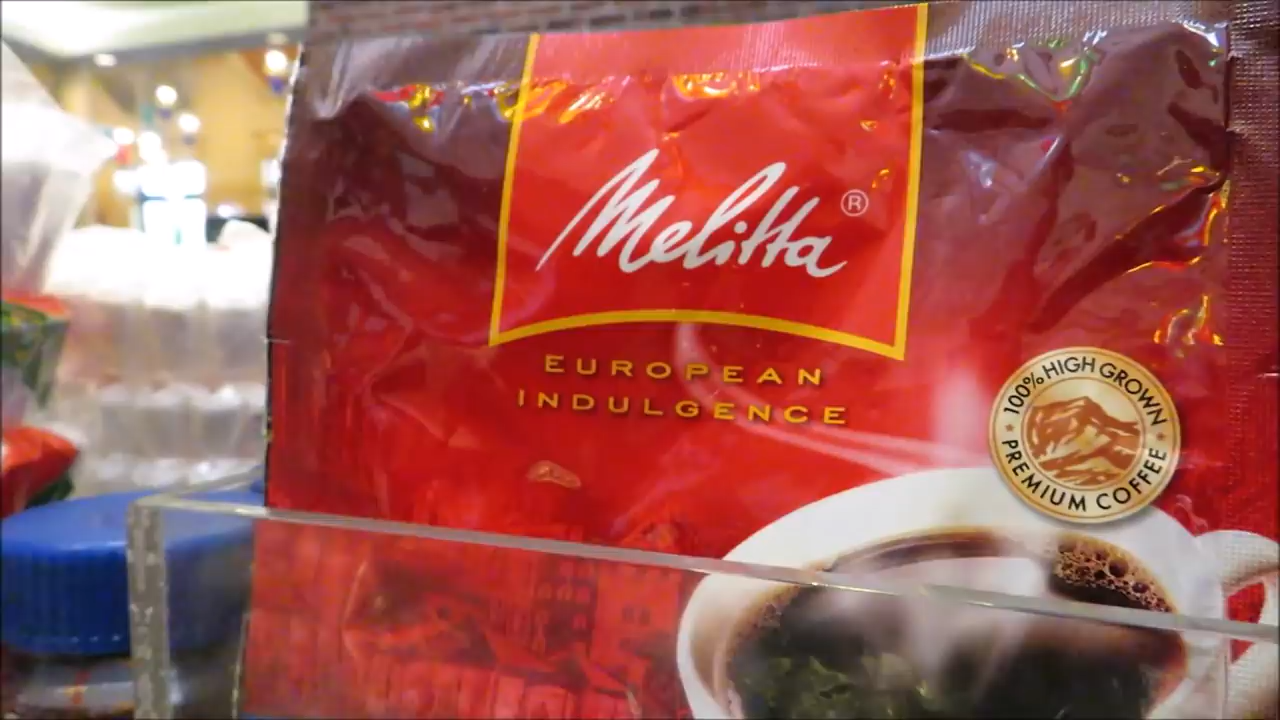 Melitta®
EUROPEAN
INDULGENCE
100% HIGH GROWN
PREMIUM COFFEE